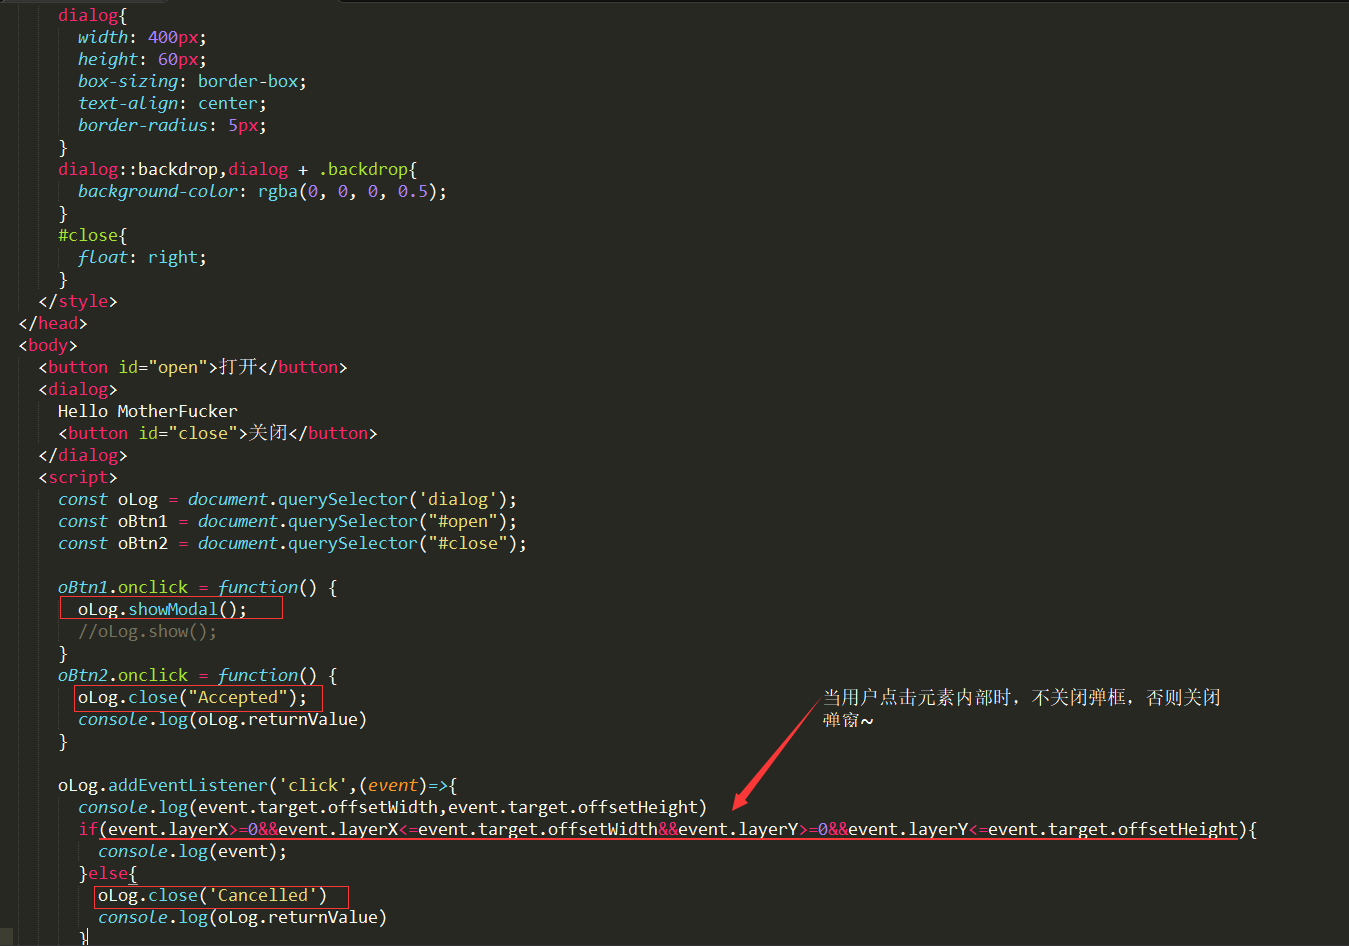 dialog{
width: 400px;
height: 60px;
box-sizing: border-box;
text-align: center;
border-radius: 5px;
}
dialog::backdrop,dialog + .backdrop{
background-color: rgba(0, 0, 0, 0.5);
}
#close{
float: right;
}
</style>
</head>
<body>
<button id="open">打开</button>
<dialog>
Hello MotherFucker
<button id="close">关闭</button>
</dialog>
<script>
const oLog = document.querySelector('dialog');
const oBtn1 = document.querySelector("#open");
const oBtn2 = document.querySelector("#close");
oBtn1.onclick = function() {
oLog.showModal();
//oLog.show();
}
oBtn2.onclick = function() {
oLog.close("Accepted");
console.log(oLog.returnValue)
}
当用户点击元素内部时，不关闭弹框，否则关闭
弹窗~
oLog.addEventListener('click',(event)=>{
console.log(event.target.offsetWidth,event.target.offsetHeight)
if(event.layerX>=0&&event.layerX<=event.target.offsetWidth&&event.layerY>=0&&event.layerY<=event.target.offsetHeight){
console.log(event);
}else{
oLog.close('Cancelled')
console.log(oLog.returnValue)
}